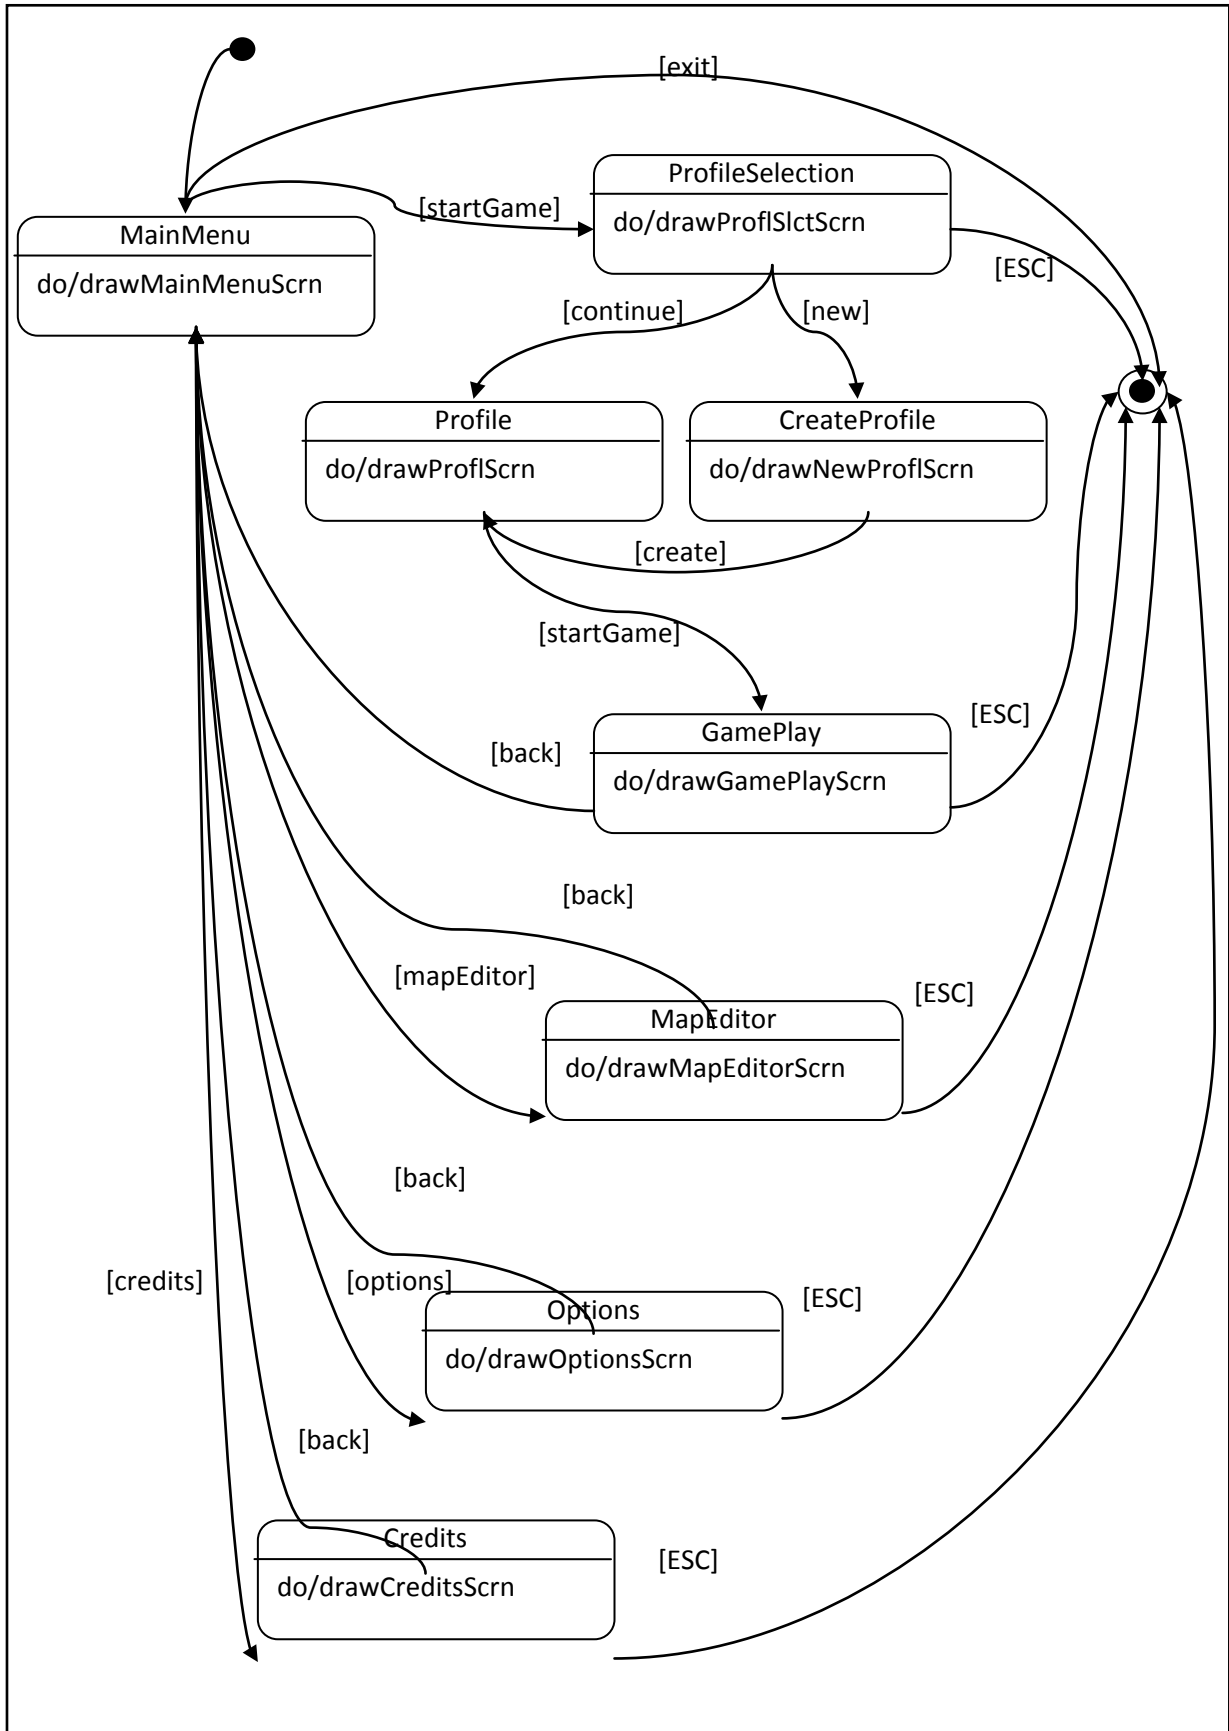 [exit]
ProfileSelection
[startGame]
do/drawProflSlctScrn
MainMenu
[ESC]
do/drawMainMenuScrn
[continue]
[new]
Profile
CreateProfile
do/drawProflScrn
do/drawNewProflScrn
[create]
[startGame]
[ESC]
GamePlay
[back]
do/drawGamePlayScrn
[back]
[mapEditor]
[ESC]
MapEditor
do/drawMapEditorScrn
[back]
[credits]
[options]
[ESC]
Options
do/drawOptionsScrn
[back]
Credits
[ESC]
do/drawCreditsScrn